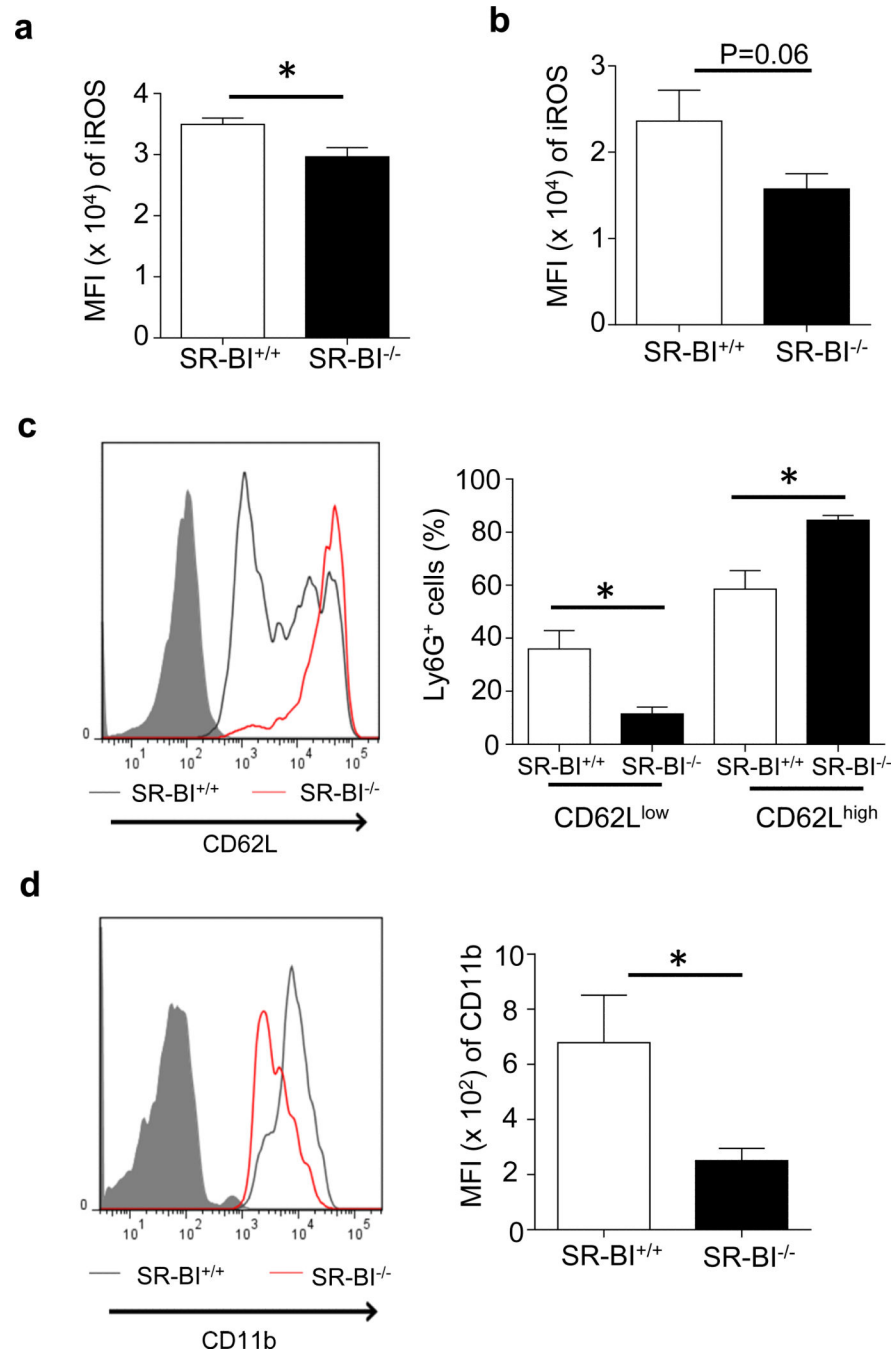 a
*
MFI (x 10⁴) of iROS
4
3
2
1
0
SR-BI⁺/⁺ SR-BI⁻/⁻
b
P=0.06
MFI (x 10⁴) of iROS
3
2
1
0
SR-BI⁺/⁺ SR-BI⁻/⁻
c
0
10¹ 10² 10³ 10⁴ 10⁵
SR-BI⁺/⁺ SR-BI⁻/⁻
CD62L
Ly6G⁺ cells (%)
100
80
60
40
20
0
*
*
SR-BI⁺/⁺ SR-BI⁻/⁻ SR-BI⁺/⁺ SR-BI⁻/⁻
CD62Lˡᵒʷ CD62Lʰⁱᵍʰ
d
0
10¹ 10² 10³ 10⁴ 10⁵
SR-BI⁺/⁺ SR-BI⁻/⁻
CD11b
MFI (x 10²) of CD11b
10
8
6
4
2
0
*
SR-BI⁺/⁺ SR-BI⁻/⁻